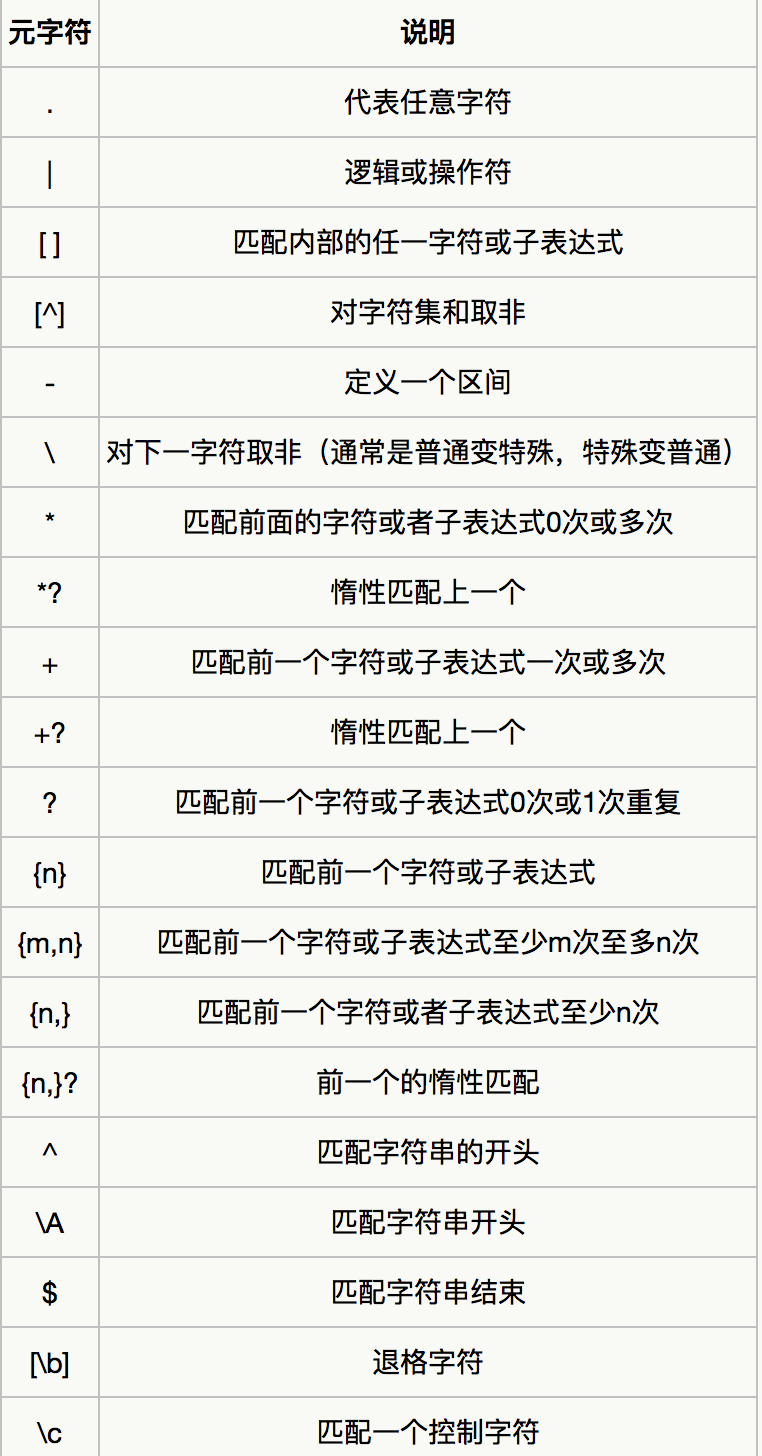 元字符 说明
. 代表任意字符
| 逻辑或操作符
[ ] 匹配内部的任一字符或子表达式
[^] 对字符集和取非
- 定义一个区间
\ 对下一字符取非（通常是普通变特殊，特殊变普通）
* 匹配前面的字符或者子表达式0次或多次
*? 惰性匹配上一个
+ 匹配前一个字符或子表达式一次或多次
+? 惰性匹配上一个
? 匹配前一个字符或子表达式0次或1次重复
{n} 匹配前一个字符或子表达式
{m,n} 匹配前一个字符或子表达式至少m次至多n次
{n,} 匹配前一个字符或者子表达式至少n次
{n,}? 前一个的惰性匹配
^ 匹配字符串的开头
\A 匹配字符串开头
$ 匹配字符串结束
[\b] 退格字符
\c 匹配一个控制字符